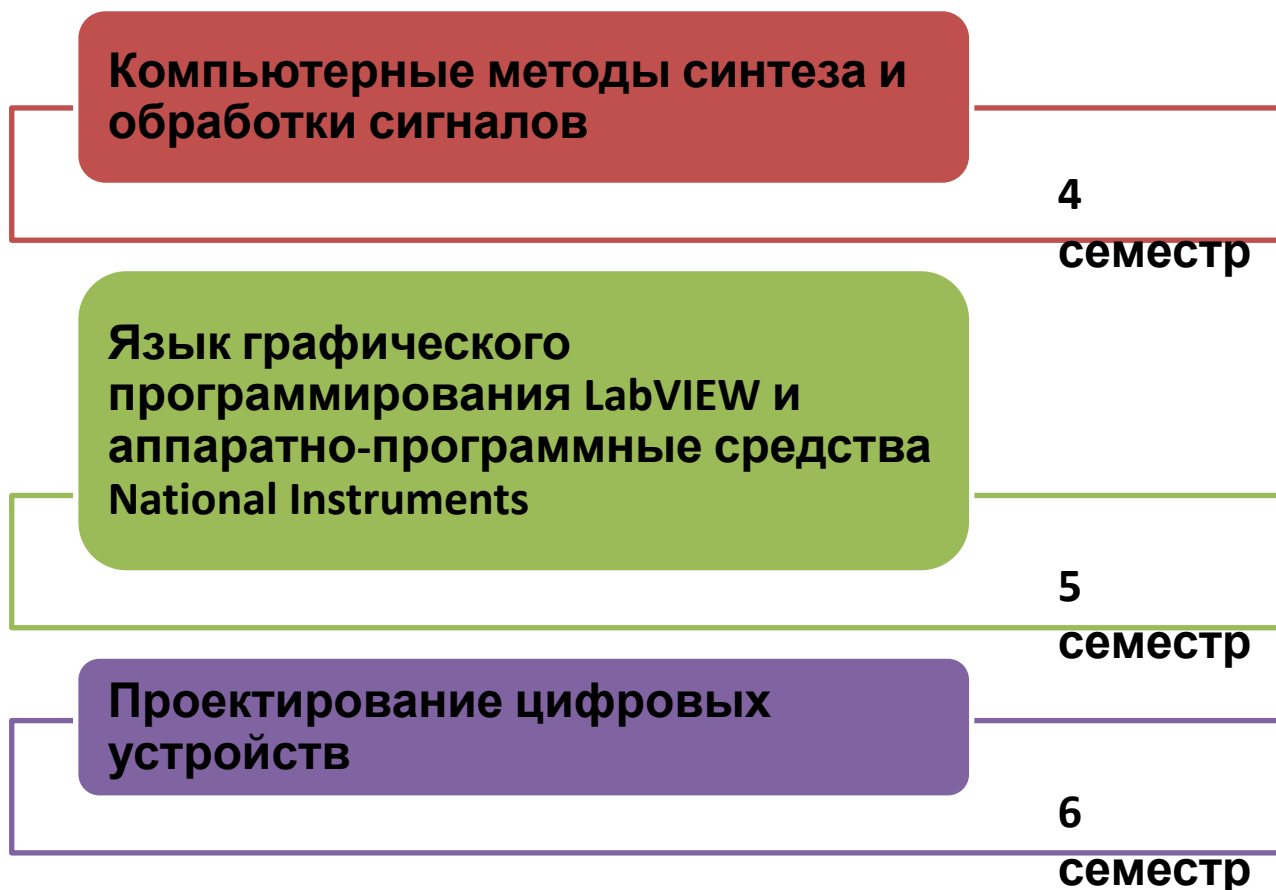 Компьютерные методы синтеза и
обработки сигналов
4
семестр
Язык графического
программирования LabVIEW и
аппаратно-программные средства
National Instruments
5
семестр
Проектирование цифровых
устройств
6
семестр